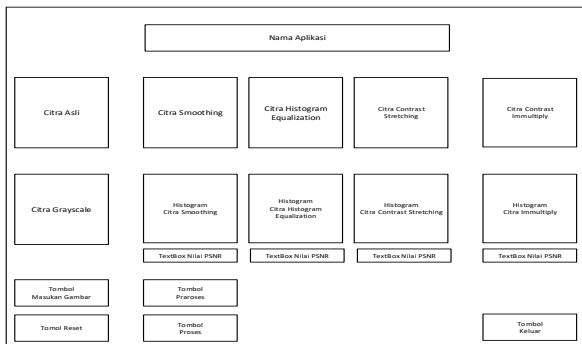 Nama Aplikasi
Citra Asli
Citra Smoothing
Citra Histogram
Equalization
Citra Contrast
Stretching
Citra Contrast
Immultiply
Citra Grayscale
Histogram
Citra Smoothing
Histogram
Citra Histogram
Equalization
Histogram
Citra Contrast Stretching
Histogram
Citra Immultiply
TextBox Nilai PSNR
TextBox Nilai PSNR
TextBox Nilai PSNR
TextBox Nilai PSNR
Tombol
Masukan Gambar
Tombol
Praroses
Tomol Reset
Tombol
Proses
Tombol
Keluar